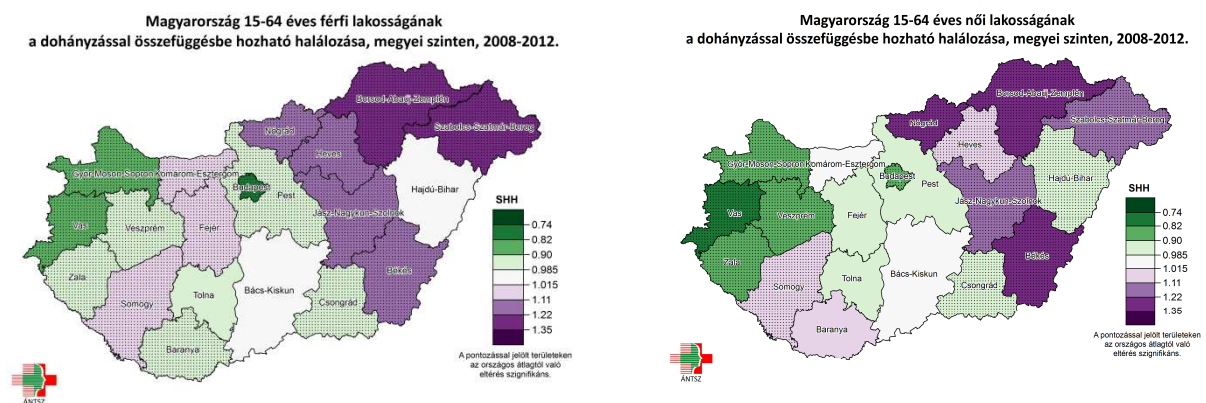 Magyarország 15-64 éves férfi lakosságának
a dohányzással összefüggésbe hozható halálozása, megyei szinten, 2008-2012.
Borsod-Abaúj-Zemplén
Szabolcs-Szatmár-Bereg
Nógrád
Heves
Győr-Moson-Sopron
Komárom-Esztergom
Budapest
Pest
Hajdú-Bihar
Jász-Nagykun-Szolnok
Vas
Veszprém
Fejér
Zala
Békés
Bács-Kiskun
Somogy
Tolna
Csongrád
Baranya
SHH
0.74
0.82
0.90
0.985
1.015
1.11
1.22
1.35
A pontozással jelölt területeken
az országos átlagtól való
eltérés szignifikáns.
ÁNTSZ
Magyarország 15-64 éves női lakosságának
a dohányzással összefüggésbe hozható halálozása, megyei szinten, 2008-2012.
Borsod-Abaúj-Zemplén
Szabolcs-Szatmár-Bereg
Nógrád
Heves
Győr-Moson-Sopron
Komárom-Esztergom
Budapest
Pest
Hajdú-Bihar
Jász-Nagykun-Szolnok
Vas
Veszprém
Fejér
Zala
Békés
Bács-Kiskun
Somogy
Tolna
Csongrád
Baranya
SHH
0.74
0.82
0.90
0.985
1.015
1.11
1.22
1.35
A pontozással jelölt területeken
az országos átlagtól való
eltérés szignifikáns.
ÁNTSZ